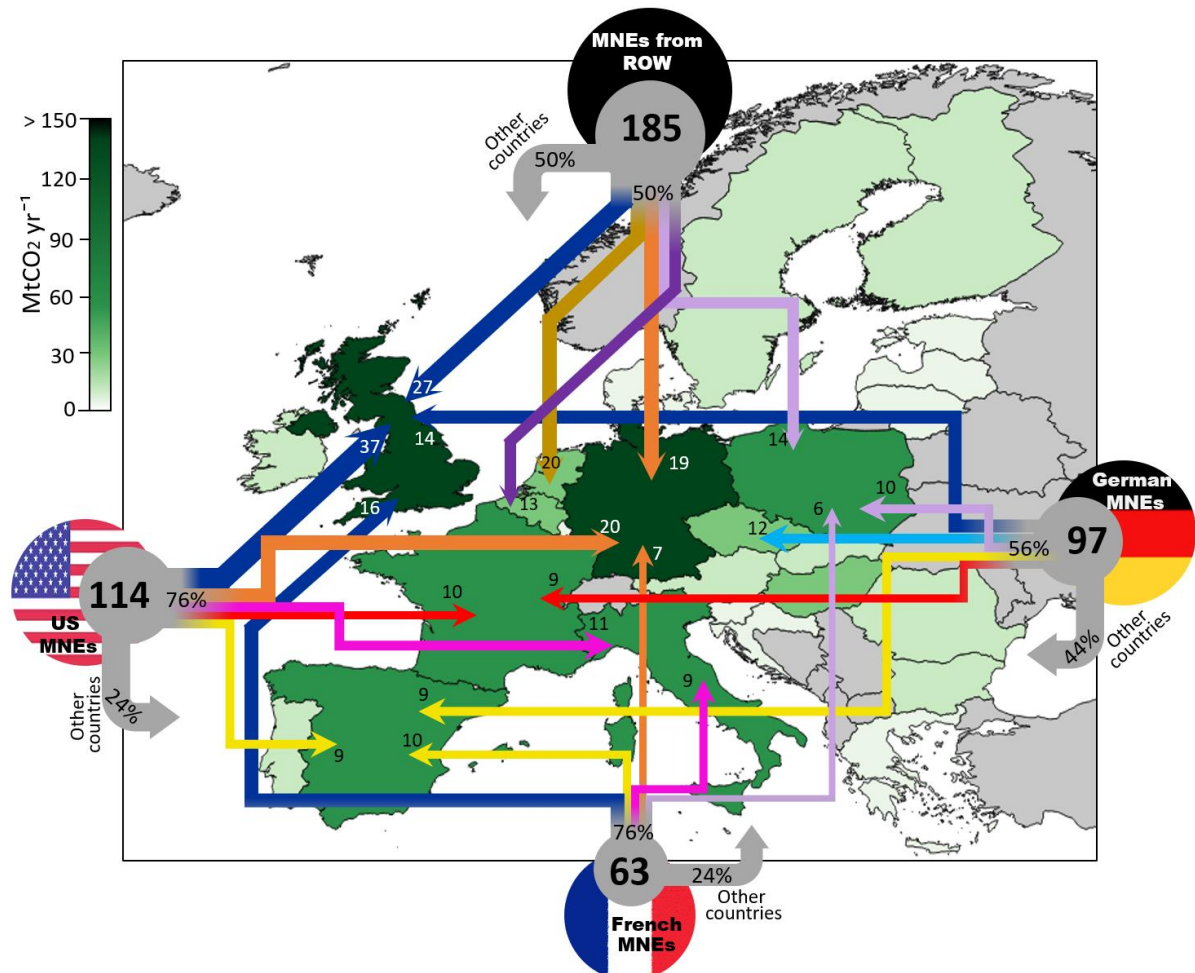 MNEs from
ROW
185
Other
countries
50%
50%
> 150
120
90
60
30
0
MtCO₂ yr⁻¹
27
14
37
16
20
13
19
20
7
14
10
6
12
German
MNEs
97
56%
44%
Other
countries
114
76%
US
MNEs
24%
Other
countries
10
9
11
9
9
9
10
76%
63
24%
Other
countries
French
MNEs